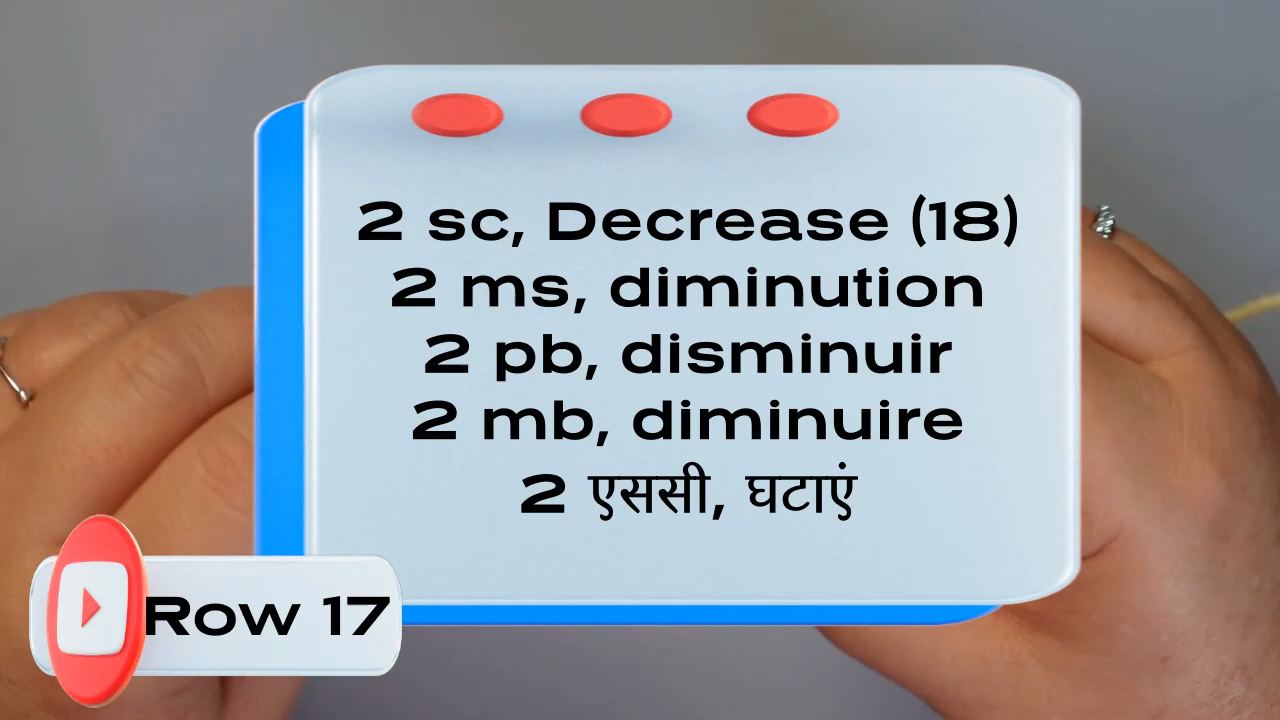 2 sc, Decrease (18)
2 ms, diminution
2 pb, disminuir
2 mb, diminuire
2 एससी, घटाएं
Row 17